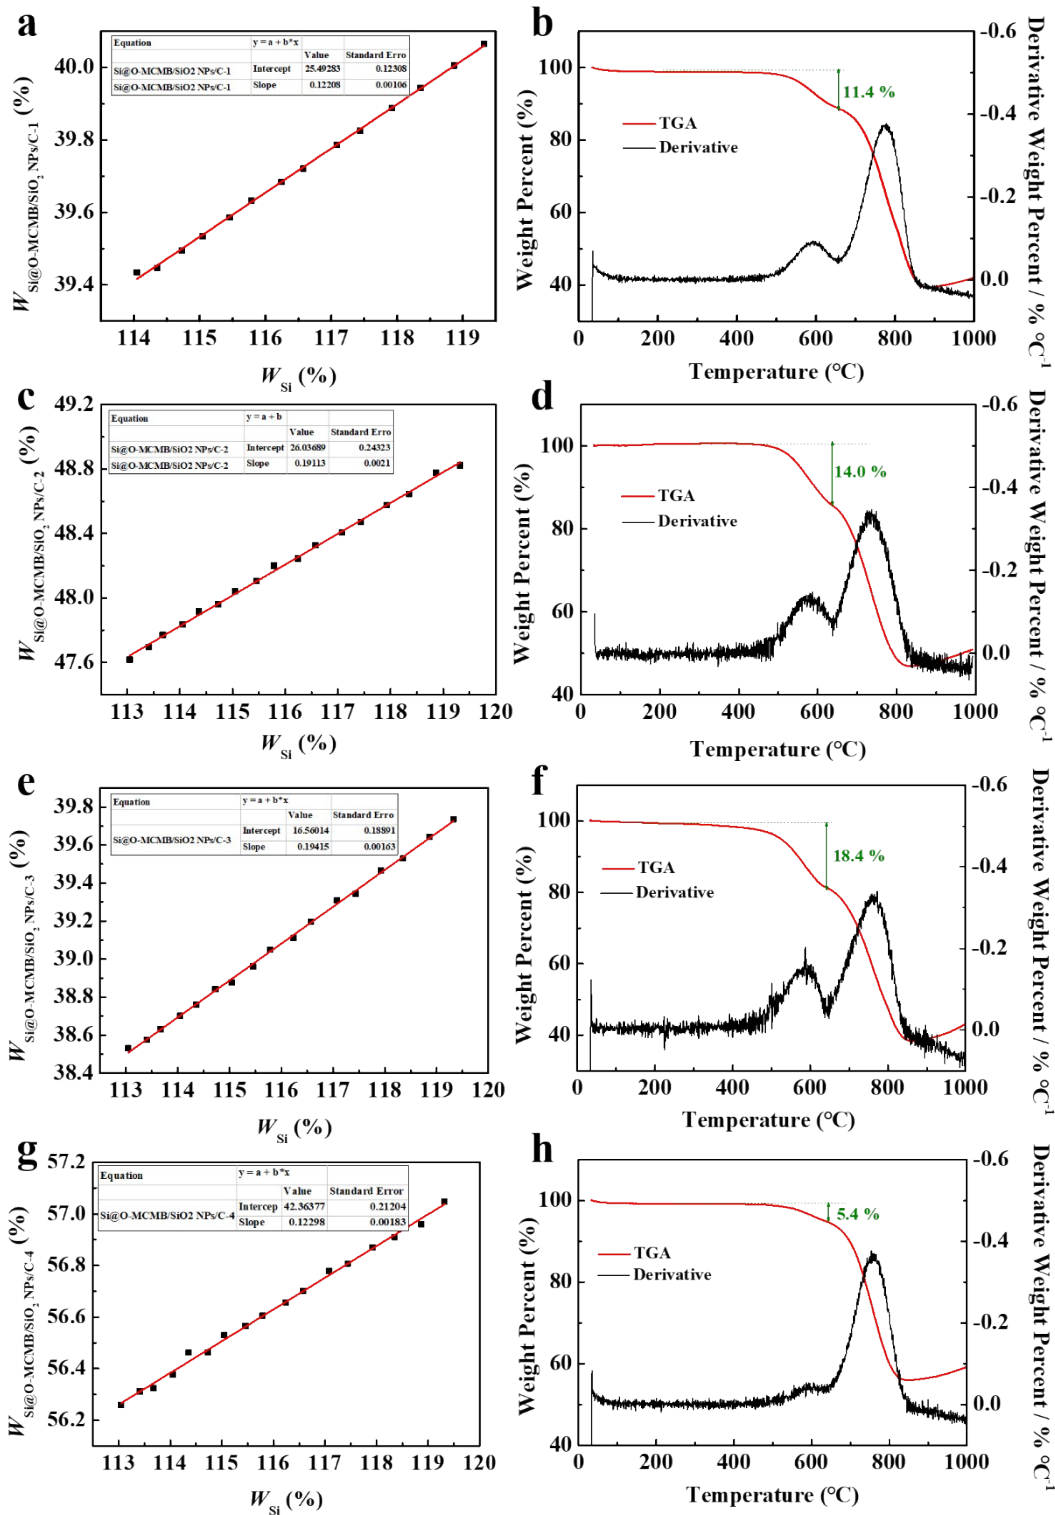 a
Equation y = a + b*x
Value Standard Erro
Si@O-MCMB/SiO2 NPs/C-1 Intercept 25.49283 0.12308
Si@O-MCMB/SiO2 NPs/C-1 Slope 0.12208 0.00106
40.0
39.8
39.6
39.4
W Si@O-MCMB/SiO2 NPs/C-1 (%)
114 115 116 117 118 119
W Si (%)
b
100
80
60
40
Weight Percent (%)
11.4 %
TGA
Derivative
-0.6
-0.4
-0.2
0.0
Derivative Weight Percent / % °C-1
0 200 400 600 800 1000
Temperature (°C)
c
Equation y = a + b
Value Standard Erro
Si@O-MCMB/SiO2 NPs/C-2 Intercept 26.03689 0.24323
Si@O-MCMB/SiO2 NPs/C-2 Slope 0.19113 0.0021
49.2
48.8
48.4
48.0
47.6
W Si@O-MCMB/SiO2 NPs/C-2 (%)
113 114 115 116 117 118 119 120
W Si (%)
d
100
80
60
40
Weight Percent (%)
14.0 %
TGA
Derivative
-0.6
-0.4
-0.2
0.0
Derivative Weight Percent / % °C-1
0 200 400 600 800 1000
Temperature (°C)
e
Equation y = a + b*x
Value Standard Erro
Si@O-MCMB/SiO2 NPs/C-3 Intercept 16.56014 0.18891
Slope 0.19415 0.00163
39.8
39.6
39.4
39.2
39.0
38.8
38.6
38.4
W Si@O-MCMB/SiO2 NPs/C-3 (%)
113 114 115 116 117 118 119 120
W Si (%)
f
100
80
60
40
Weight Percent (%)
18.4 %
TGA
Derivative
-0.6
-0.4
-0.2
0.0
Derivative Weight Percent / % °C-1
0 200 400 600 800 1000
Temperature (°C)
g
Equation y = a + b*x
Value Standard Error
Si@O-MCMB/SiO2 NPs/C-4 Intercep 42.36377 0.21204
Slope 0.12298 0.00183
57.2
57.0
56.8
56.6
56.4
56.2
W Si@O-MCMB/SiO2 NPs/C-4 (%)
113 114 115 116 117 118 119 120
W Si (%)
h
100
80
60
40
Weight Percent (%)
5.4 %
TGA
Derivative
-0.6
-0.4
-0.2
0.0
Derivative Weight Percent / % °C-1
0 200 400 600 800 1000
Temperature (°C)